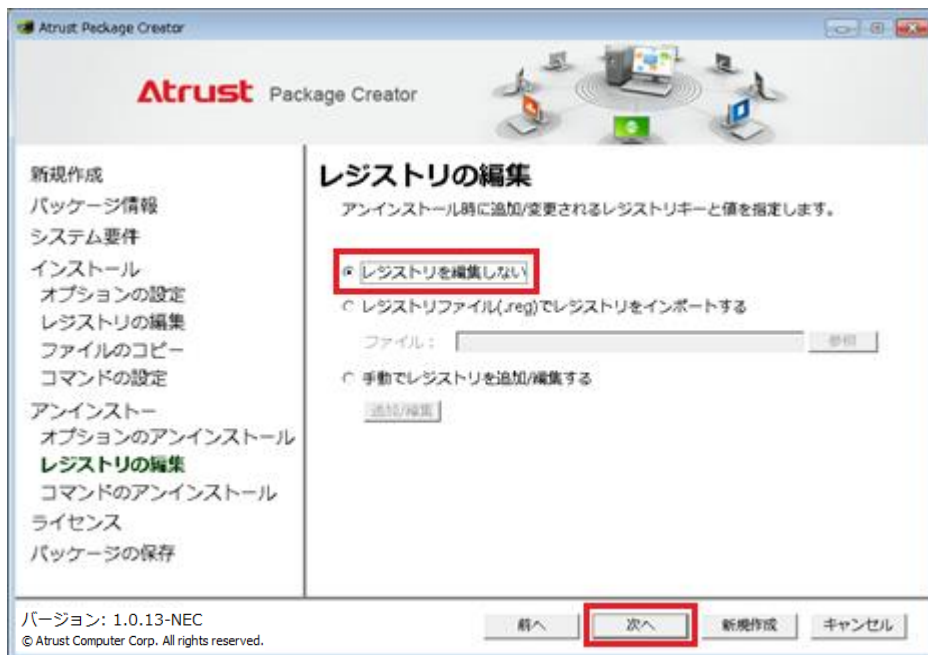 Atrust Package Creator
Atrust Package Creator
新規作成
パッケージ情報
システム要件
インストール
オプションの設定
レジストリの編集
ファイルのコピー
コマンドの設定
アンインストー
オプションのアンインストール
レジストリの編集
コマンドのアンインストール
ライセンス
パッケージの保存
レジストリの編集
アンインストール時に追加/変更されるレジストリキーと値を指定します。
レジストリを編集しない
レジストリファイル(.reg)でレジストリをインポートする
ファイル： 参照
手動でレジストリを追加/編集する
追加/編集
バージョン: 1.0.13-NEC
© Atrust Computer Corp. All rights reserved.
前へ 次へ 新規作成 キャンセル